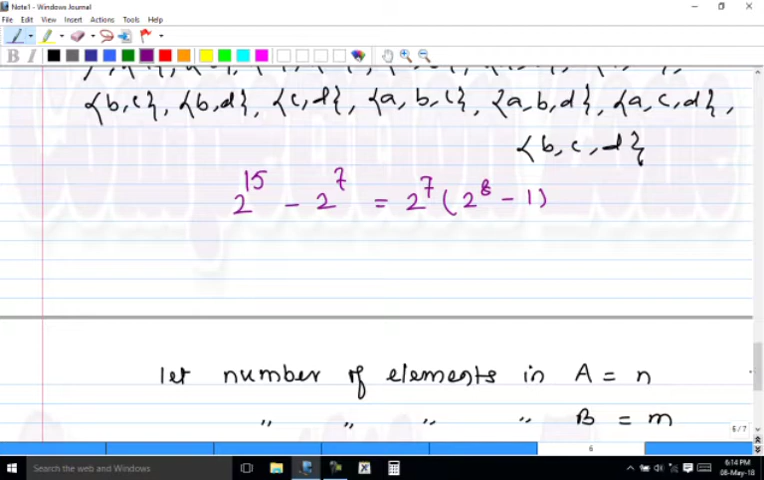 Note1 - Windows Journal
File Edit View Insert Actions Tools Help
B I
{b,c}, {b,d}, {c,d}, {a, b, c}, {a,b,d}, {a,c,d},
{b, c, d}
2^15 - 2^7 = 2^7 (2^8 - 1)
let number of elements in A = n
,, ,, ,, ,, B = m
6 / 7
6
Search the web and Windows
6:14 PM
08-May-18